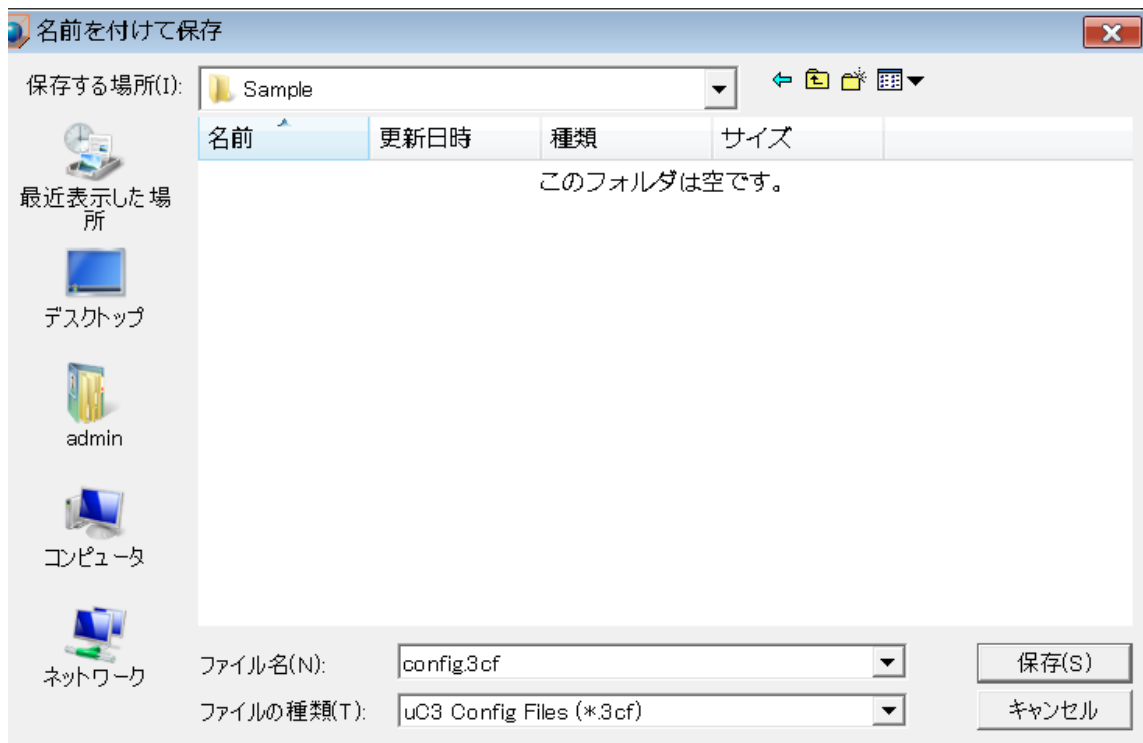 名前を付けて保存
保存する場所(I):
Sample
名前
更新日時
種類
サイズ
このフォルダは空です。
最近表示した場
所
デスクトップ
admin
コンピュータ
ネットワーク
ファイル名(N):
config.3cf
保存(S)
ファイルの種類(T):
uC3 Config Files (*.3cf)
キャンセル